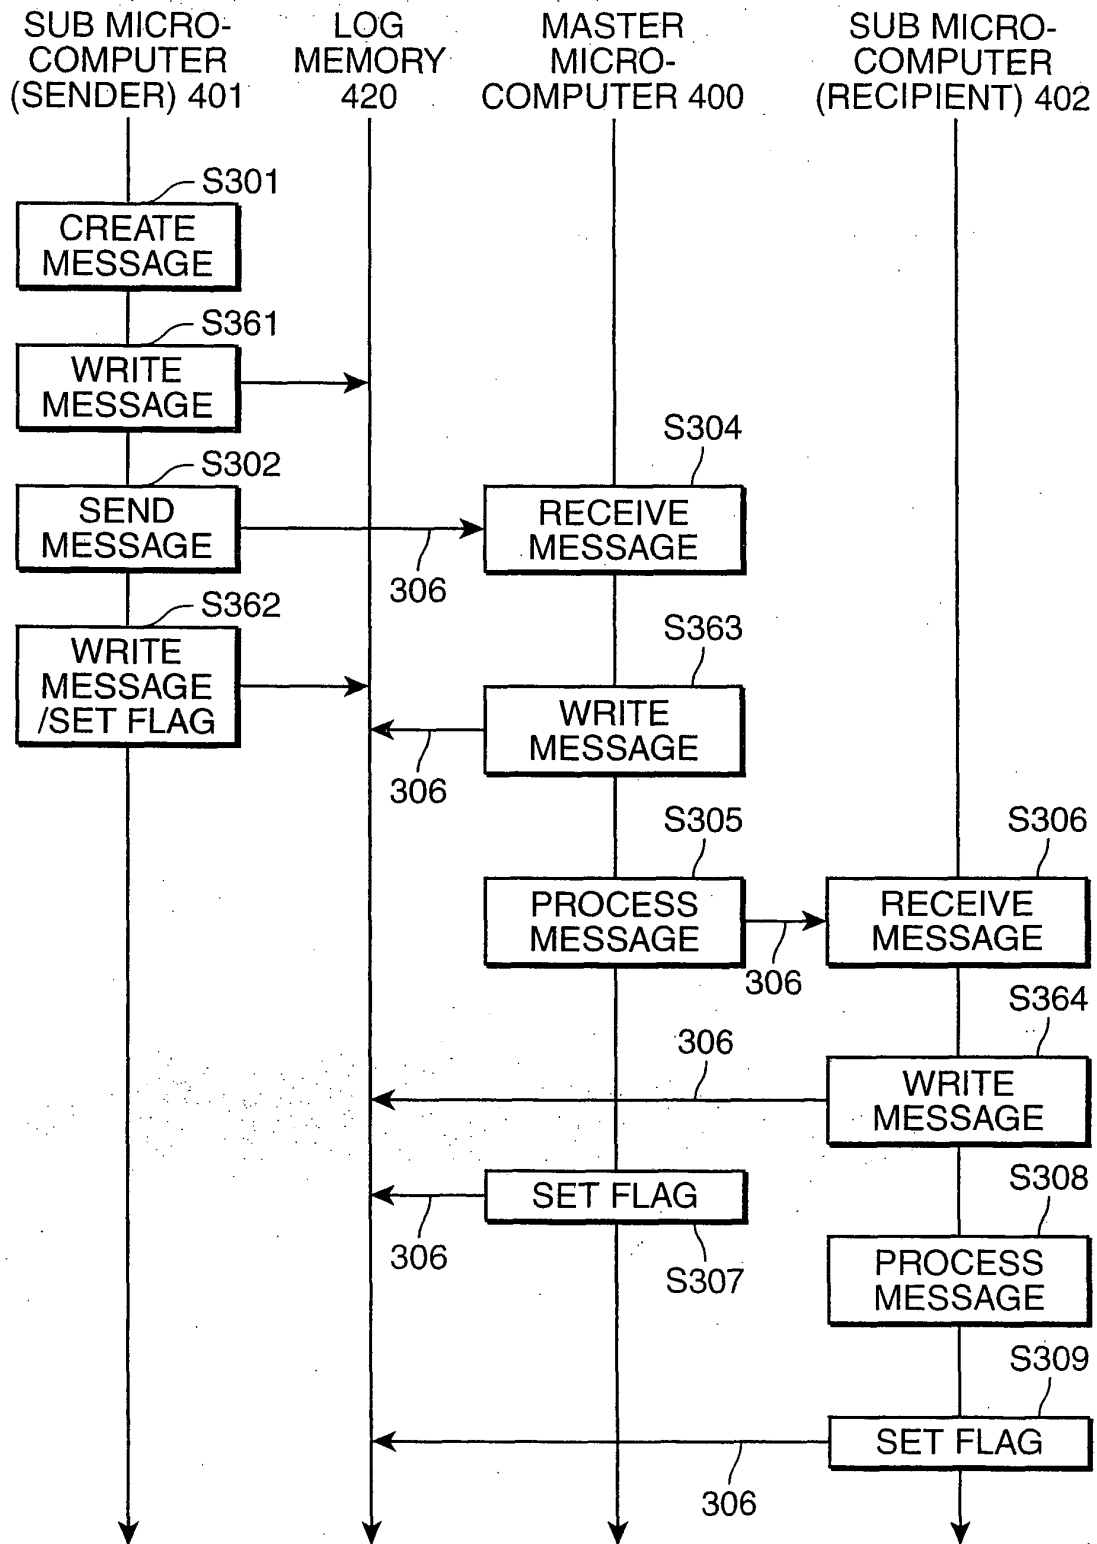 SUB MICRO-
COMPUTER
(SENDER) 401
LOG
MEMORY
420
MASTER
MICRO-
COMPUTER 400
SUB MICRO-
COMPUTER
(RECIPIENT) 402
S301
CREATE
MESSAGE
S361
WRITE
MESSAGE
S302
SEND
MESSAGE
306
S304
RECEIVE
MESSAGE
S362
WRITE
MESSAGE
/SET FLAG
S363
WRITE
MESSAGE
306
S305
PROCESS
MESSAGE
306
S306
RECEIVE
MESSAGE
S364
WRITE
MESSAGE
306
SET FLAG
306
S307
S308
PROCESS
MESSAGE
S309
SET FLAG
306